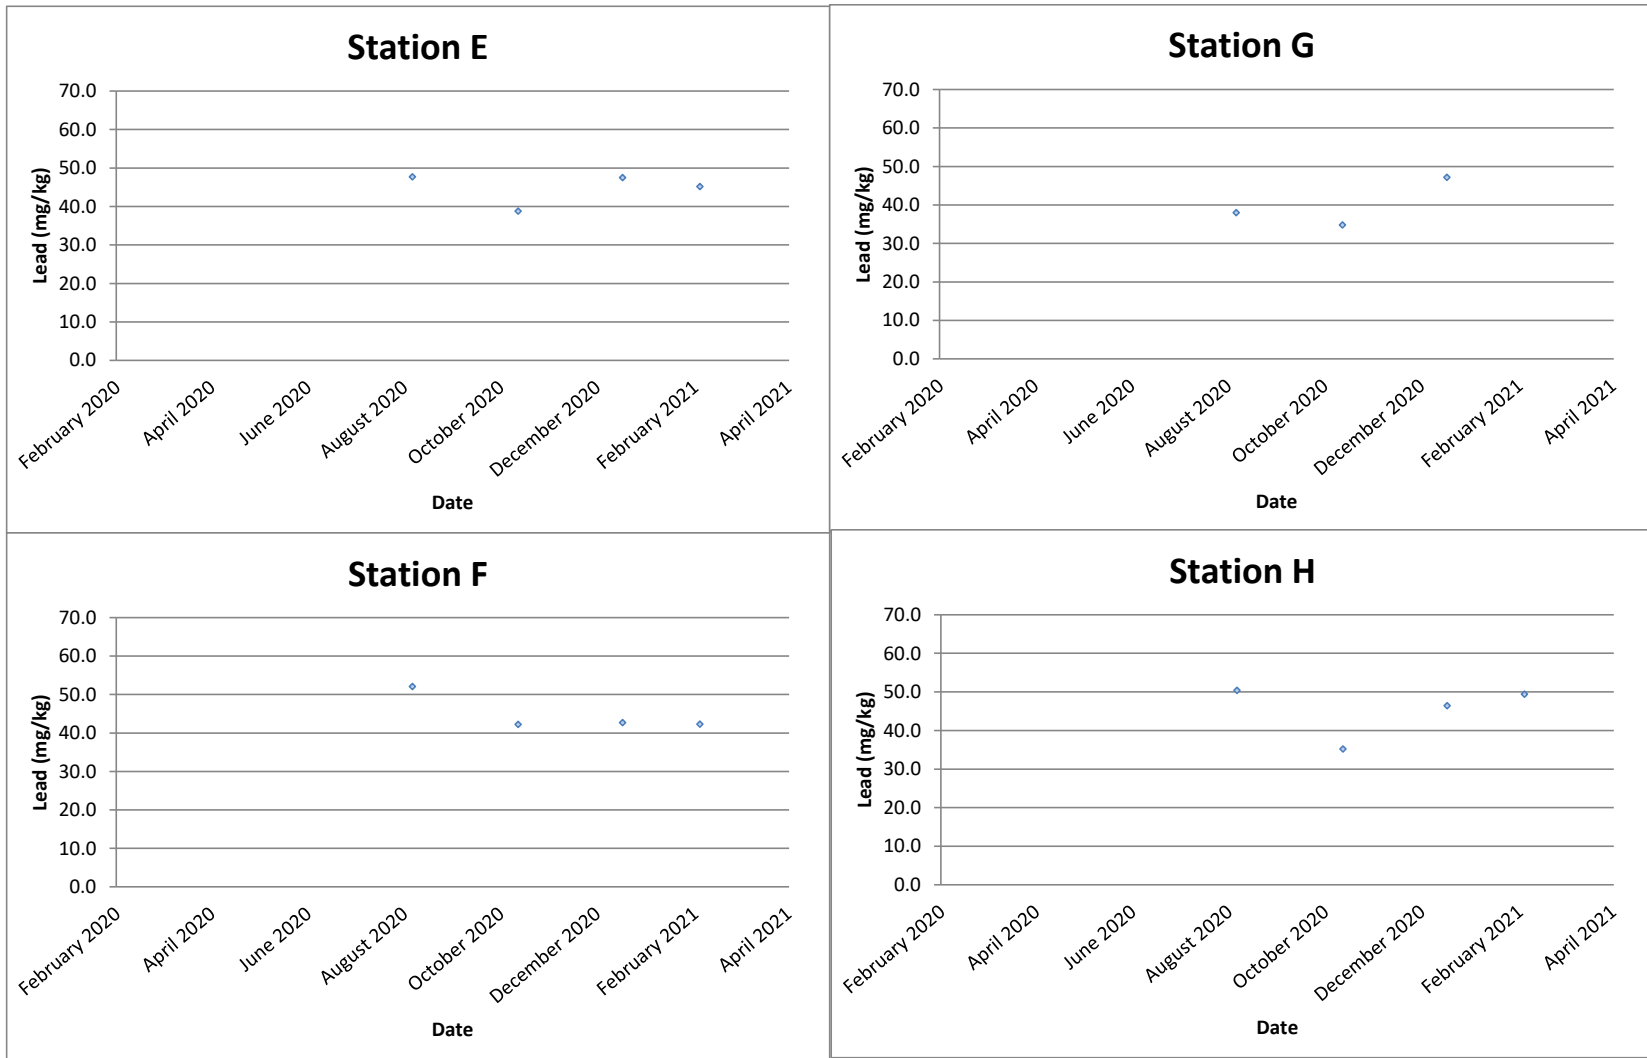 Station E
70.0
60.0
50.0
40.0
30.0
20.0
10.0
0.0
Lead (mg/kg)
February 2020
April 2020
June 2020
August 2020
October 2020
December 2020
February 2021
April 2021
Date
Station G
70.0
60.0
50.0
40.0
30.0
20.0
10.0
0.0
Lead (mg/kg)
February 2020
April 2020
June 2020
August 2020
October 2020
December 2020
February 2021
April 2021
Date
Station F
70.0
60.0
50.0
40.0
30.0
20.0
10.0
0.0
Lead (mg/kg)
February 2020
April 2020
June 2020
August 2020
October 2020
December 2020
February 2021
April 2021
Date
Station H
70.0
60.0
50.0
40.0
30.0
20.0
10.0
0.0
Lead (mg/kg)
February 2020
April 2020
June 2020
August 2020
October 2020
December 2020
February 2021
April 2021
Date